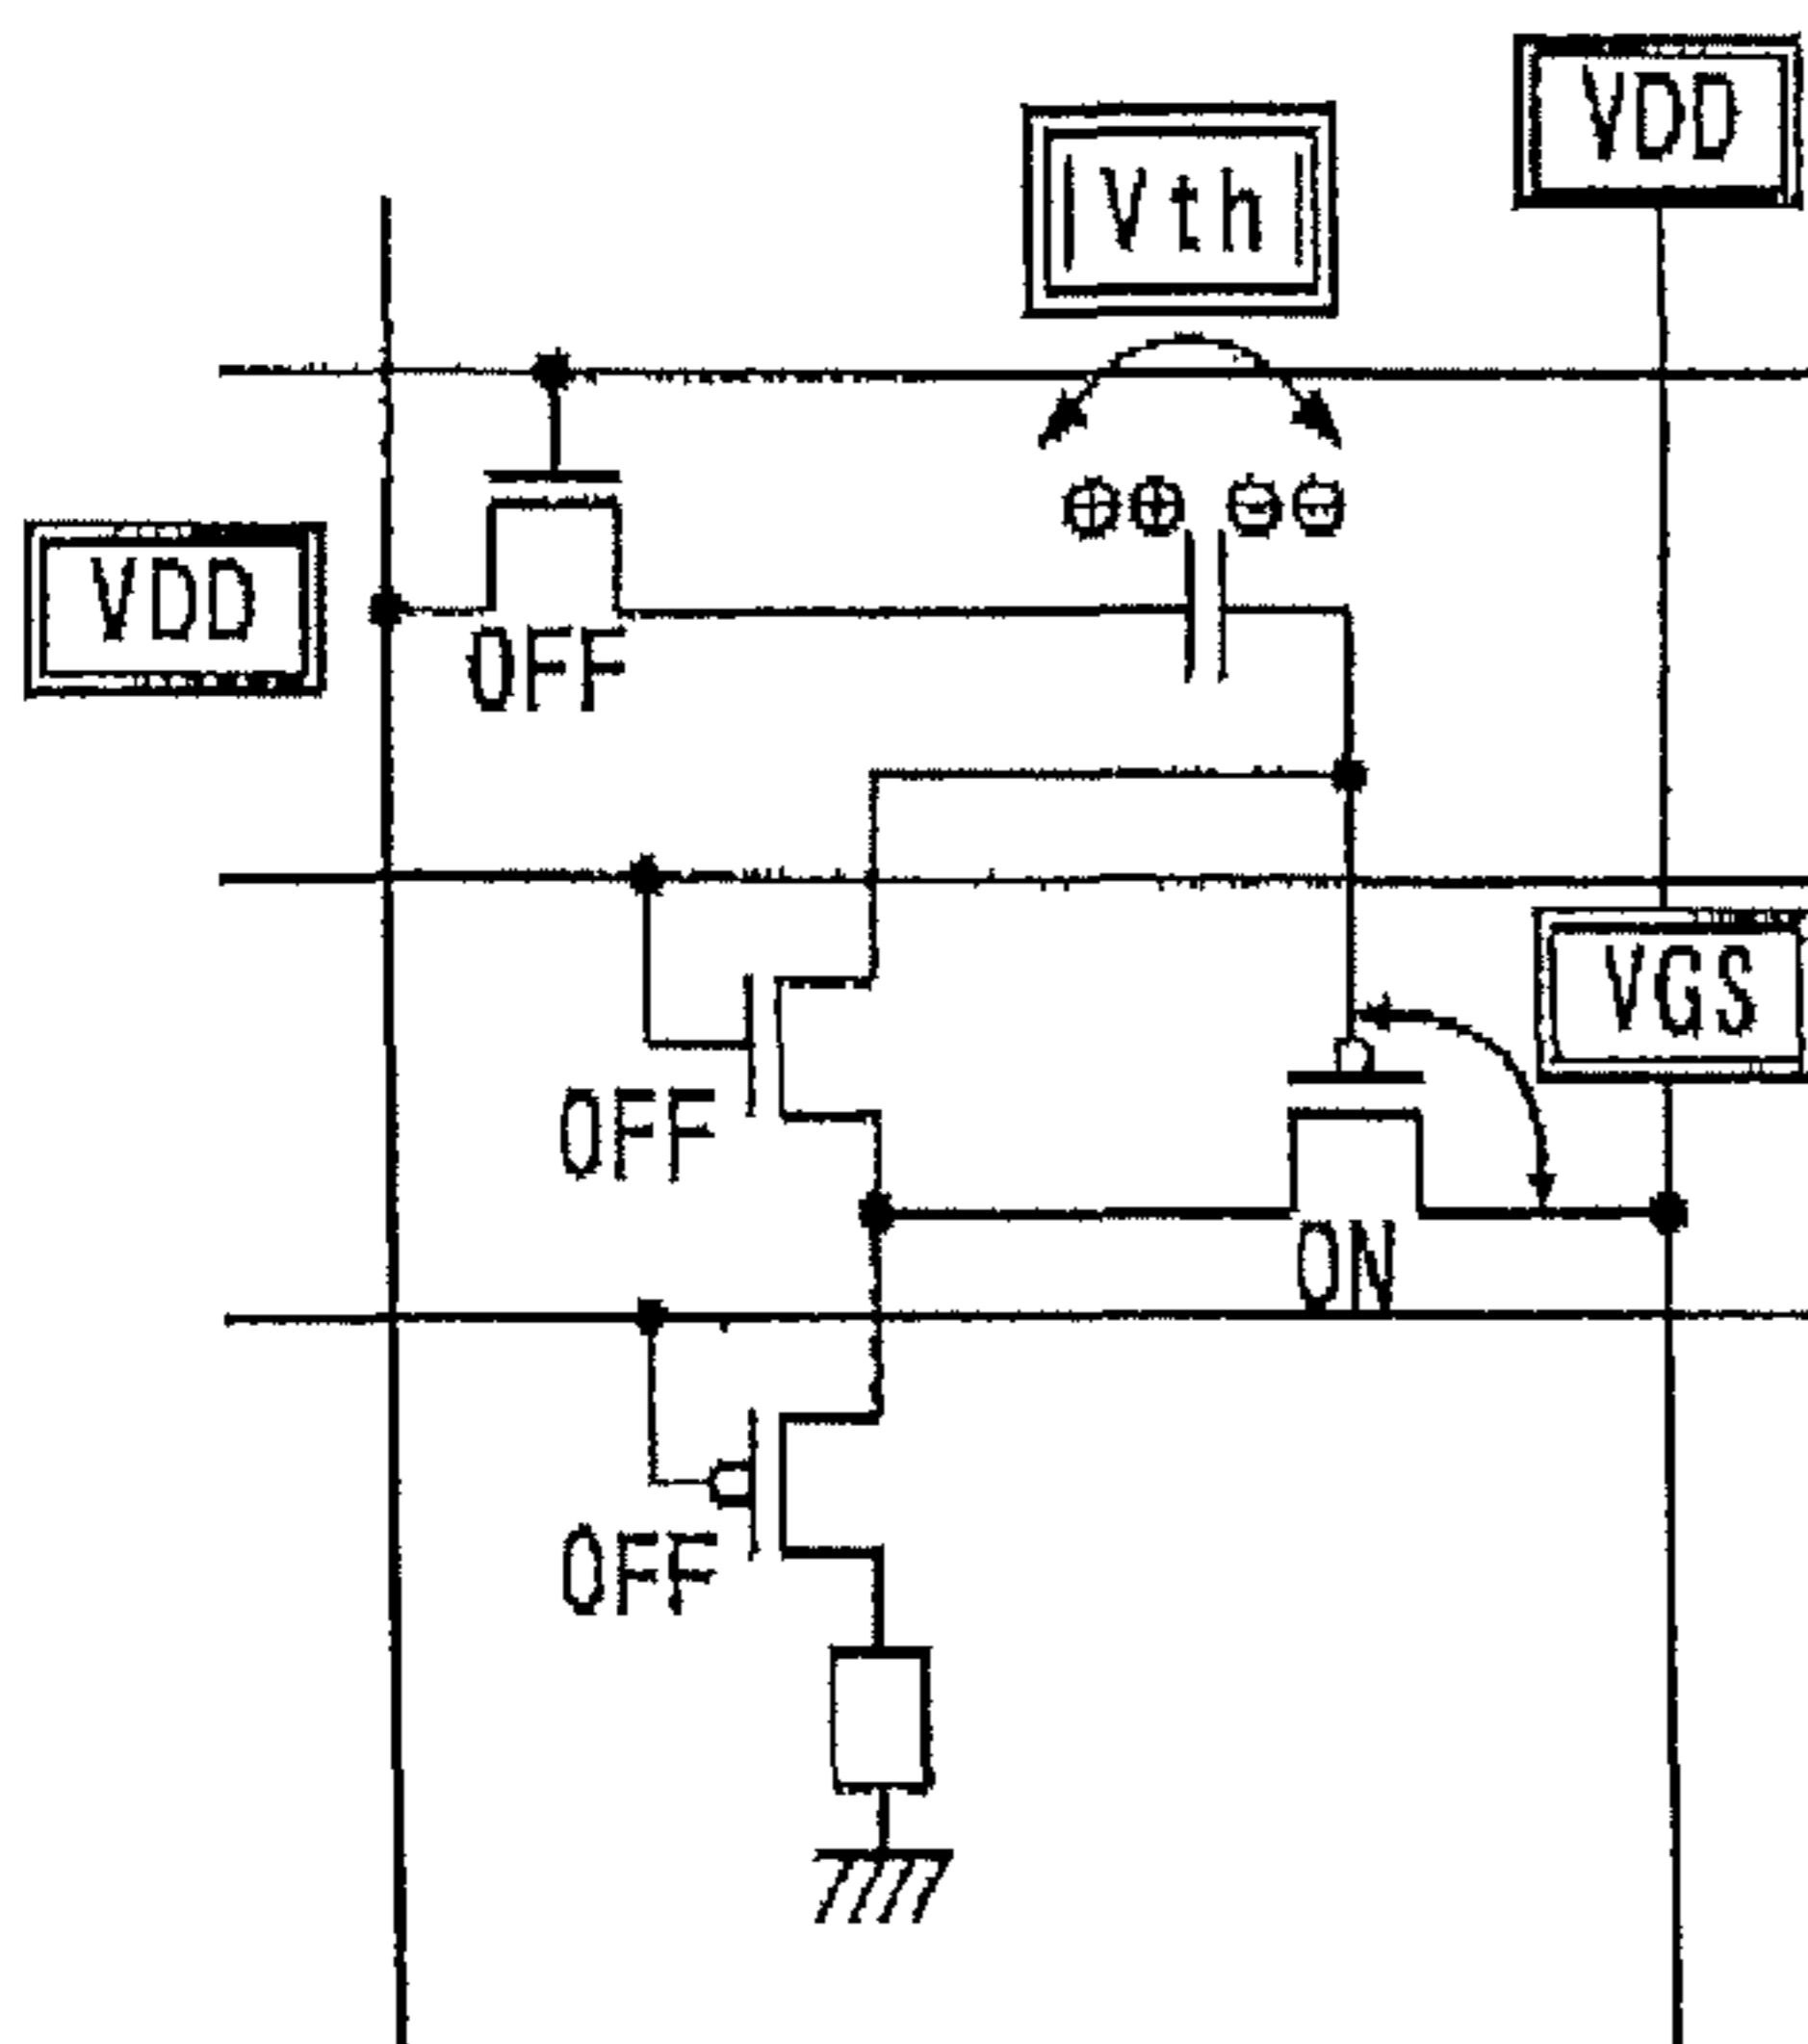 VDD
|Vth|
⊕⊕ ⊖⊖
VDD
OFF
VGS
OFF
ON
OFF